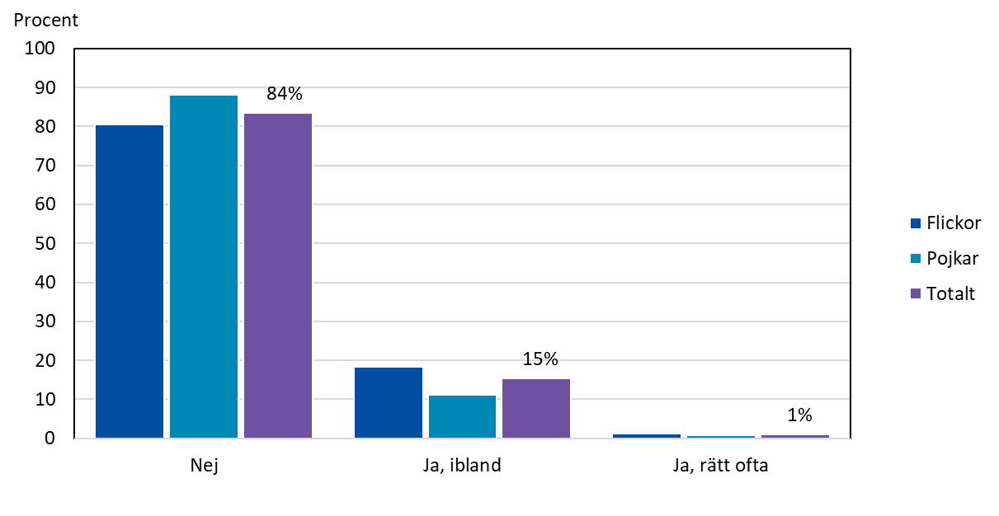 Procent
100
90
80
70
60
50
40
30
20
10
0
84%
15%
1%
Nej
Ja, ibland
Ja, rätt ofta
Flickor
Pojkar
Totalt